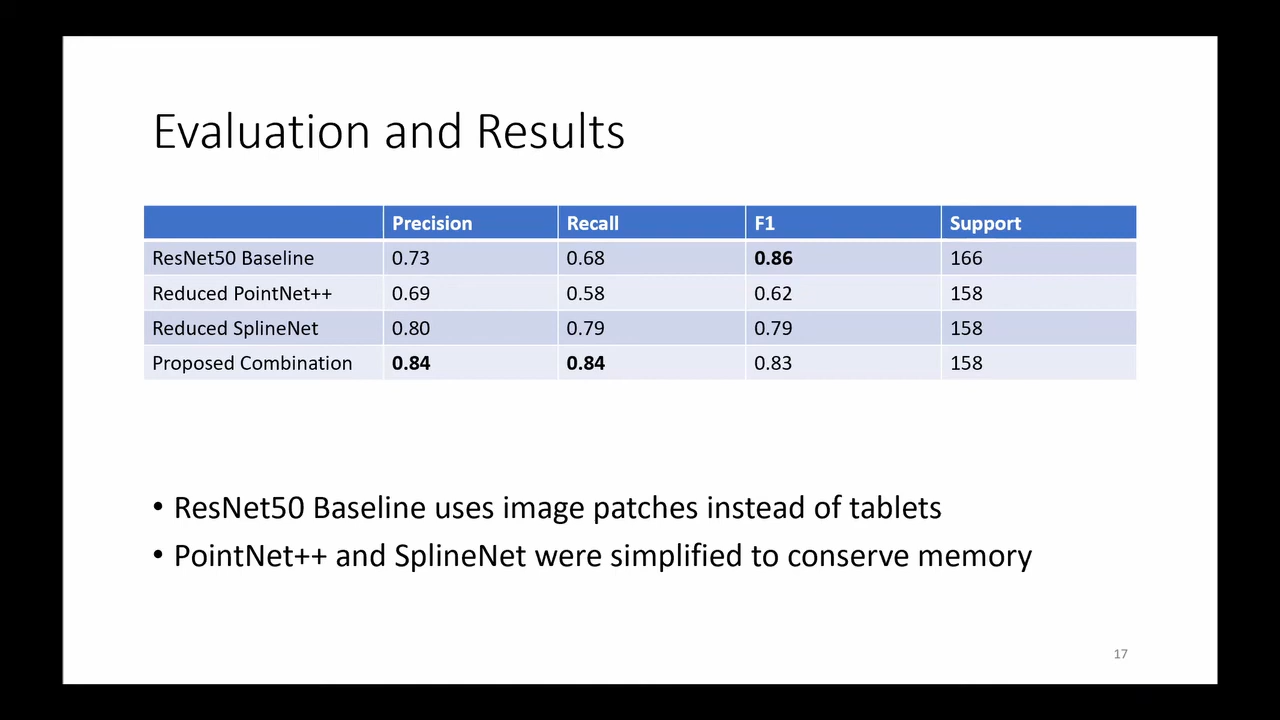 Evaluation and Results
Precision Recall F1 Support
ResNet50 Baseline 0.73 0.68 0.86 166
Reduced PointNet++ 0.69 0.58 0.62 158
Reduced SplineNet 0.80 0.79 0.79 158
Proposed Combination 0.84 0.84 0.83 158
• ResNet50 Baseline uses image patches instead of tablets
• PointNet++ and SplineNet were simplified to conserve memory
17